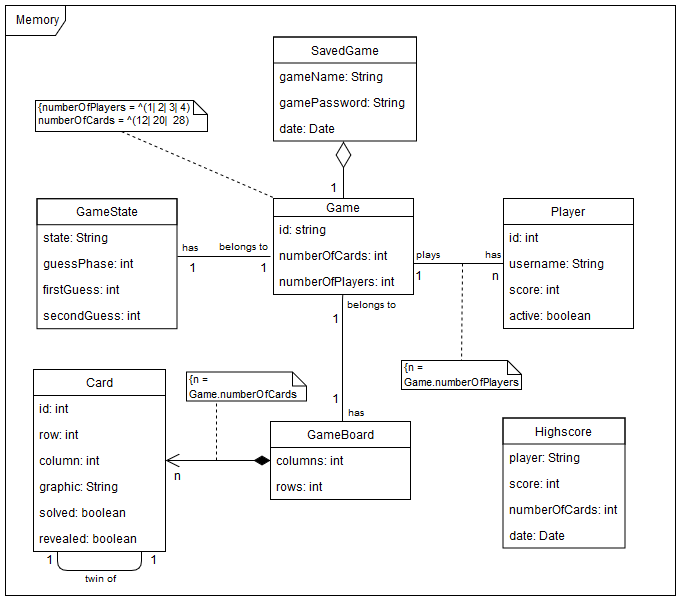 Memory
SavedGame
gameName: String
gamePassword: String
date: Date
{numberOfPlayers = ^(1| 2| 3| 4)
numberOfCards = ^(12| 20| 28)
1
Game
id: string
numberOfCards: int
numberOfPlayers: int
GameState
state: String
guessPhase: int
firstGuess: int
secondGuess: int
has
belongs to
1
1
plays
has
1
n
Player
id: int
username: String
score: int
active: boolean
belongs to
1
{n =
Game.numberOfPlayers
1
has
{n =
Game.numberOfCards
Card
id: int
row: int
column: int
graphic: String
solved: boolean
revealed: boolean
n
GameBoard
columns: int
rows: int
Highscore
player: String
score: int
numberOfCards: int
date: Date
1
1
twin of